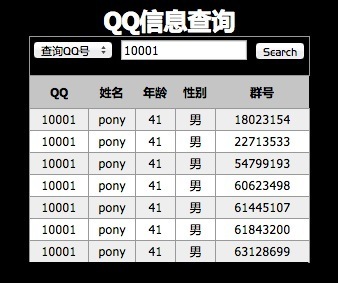 QQ信息查询
查询QQ号 10001 Search
QQ 姓名 年龄 性别 群号
10001 pony 41 男 18023154
10001 pony 41 男 22713533
10001 pony 41 男 54799193
10001 pony 41 男 60623498
10001 pony 41 男 61445107
10001 pony 41 男 61843200
10001 pony 41 男 63128699